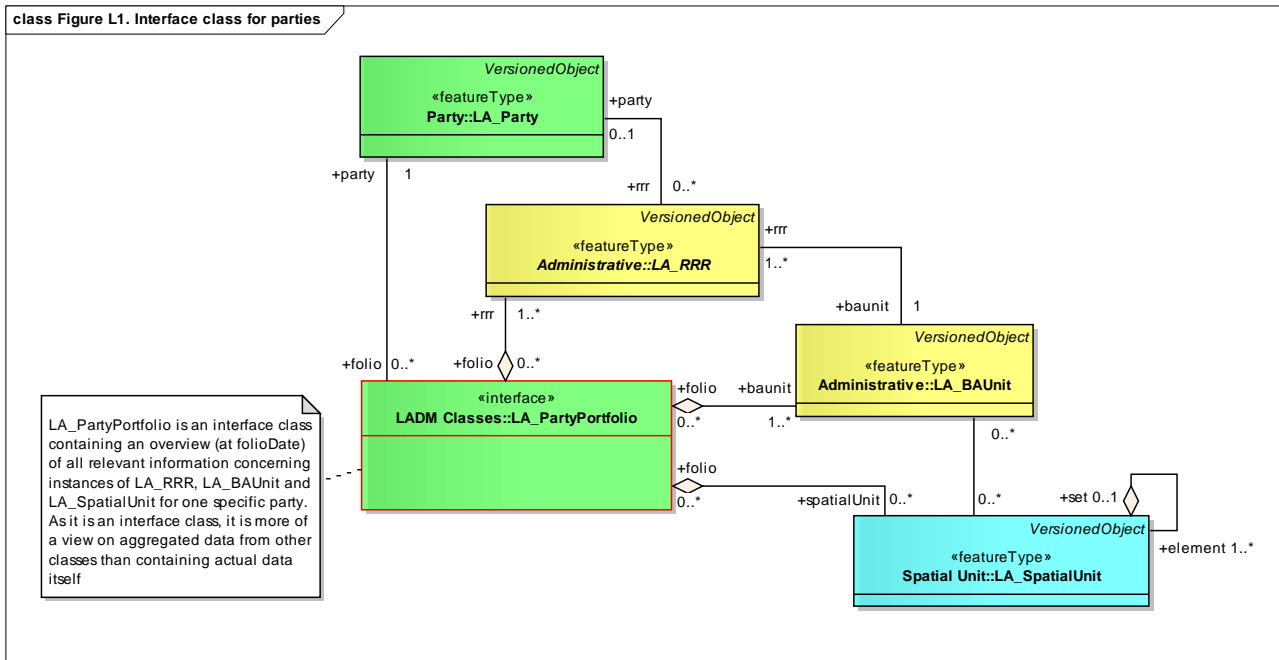 class Figure L1. Interface class for parties
VersionedObject
«featureType»
Party::LA_Party
+party
0..1
+party 1
+rrr 0..*
VersionedObject
«featureType»
Administrative::LA_RRR
+rrr
1..*
+rrr 1..*
+baunit 1
VersionedObject
«featureType»
Administrative::LA_BAUnit
+folio 0..*
+folio 0..*
«interface»
LADM Classes::LA_PartyPortfolio
+folio
0..*
+baunit
1..*
+folio
0..*
+spatialUnit 0..*
0..*
0..*
+set 0..1
+element 1..*
VersionedObject
«featureType»
Spatial Unit::LA_SpatialUnit
LA_PartyPortfolio is an interface class
containing an overview (at folioDate)
of all relevant information concerning
instances of LA_RRR, LA_BAUnit and
LA_SpatialUnit for one specific party.
As it is an interface class, it is more of
a view on aggregated data from other
classes than containing actual data
itself